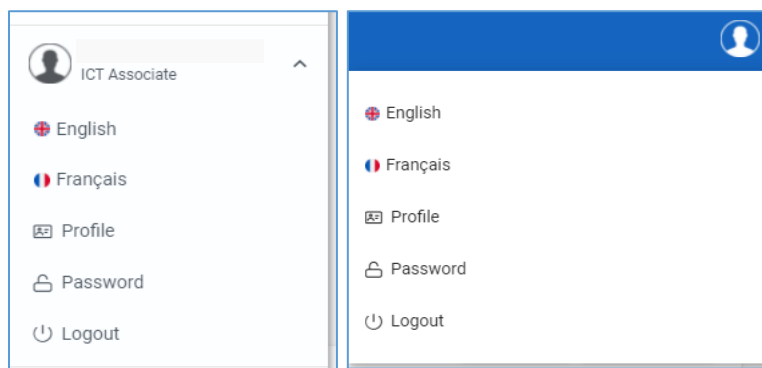 ICT Associate
English
Français
Profile
Password
Logout
English
Français
Profile
Password
Logout